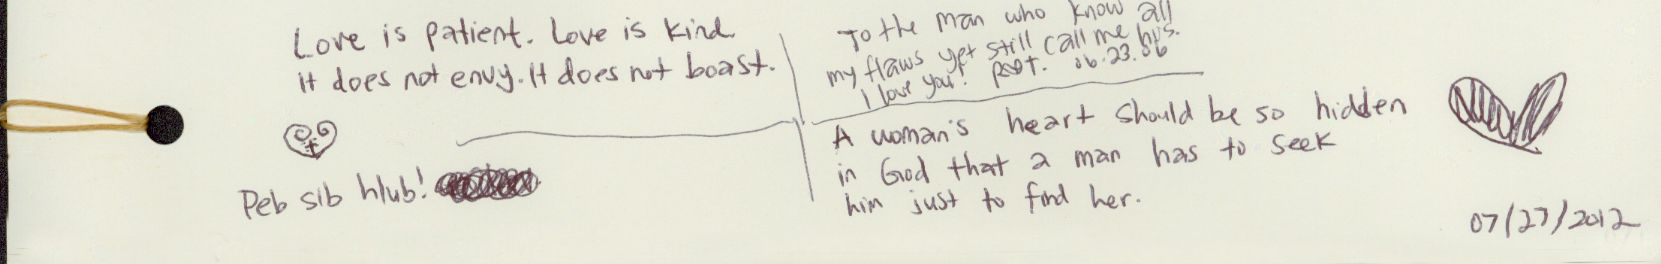 Love is patient. Love is kind.
It does not envy. It does not boast.
Peb sib hlub!
To the man who know all
my flaws yet still call me his.
I love you! 06.23.06
A woman's heart should be so hidden
in God that a man has to seek
him just to find her.
07/27/2012